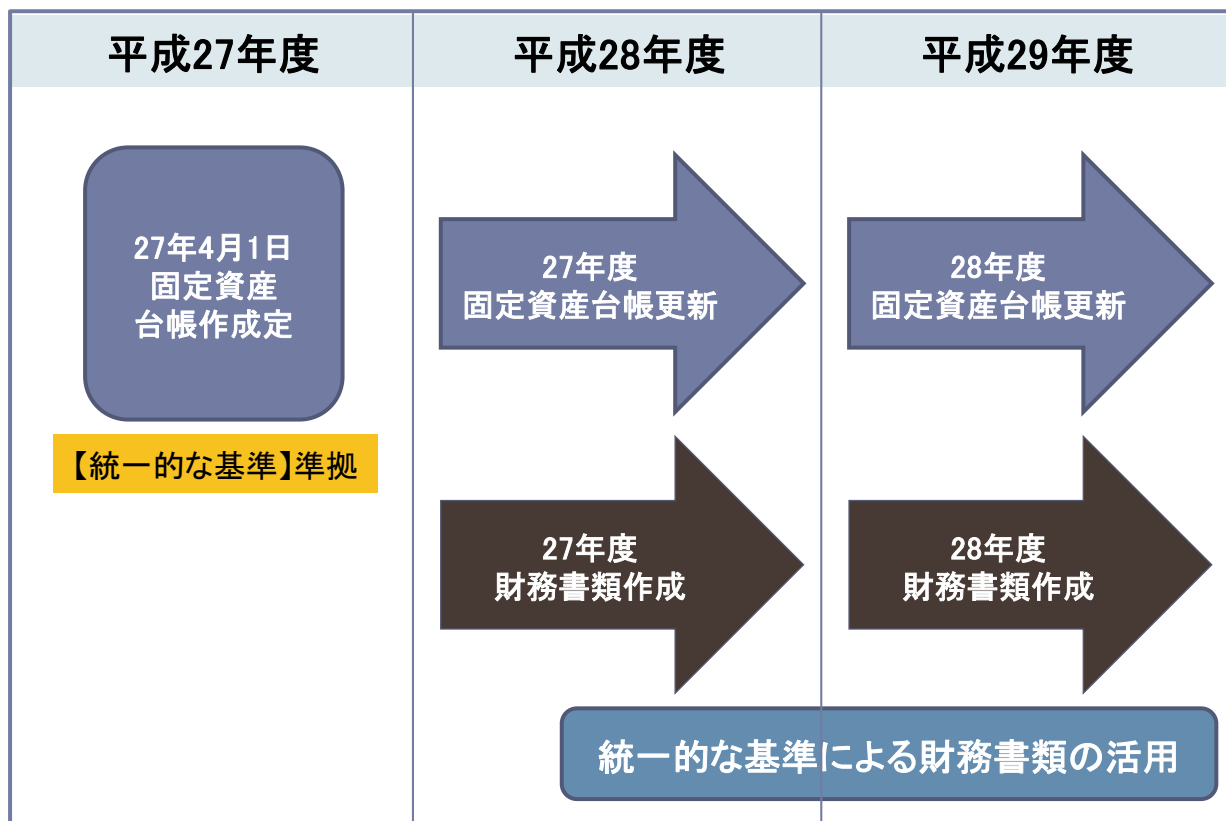 平成27年度
平成28年度
平成29年度
27年4月1日
固定資産
台帳作成定
【統一的な基準】準拠
27年度
固定資産台帳更新
28年度
固定資産台帳更新
27年度
財務書類作成
28年度
財務書類作成
統一的な基準による財務書類の活用